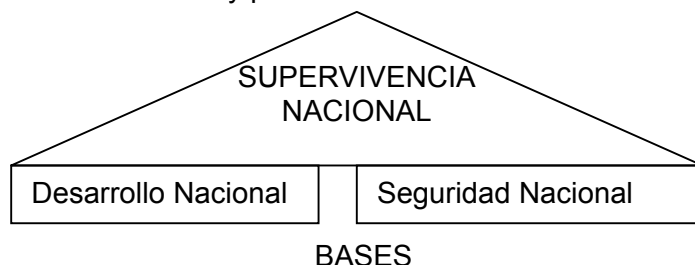 y p
SUPERVIVENCIA
NACIONAL
Desarrollo Nacional Seguridad Nacional
BASES